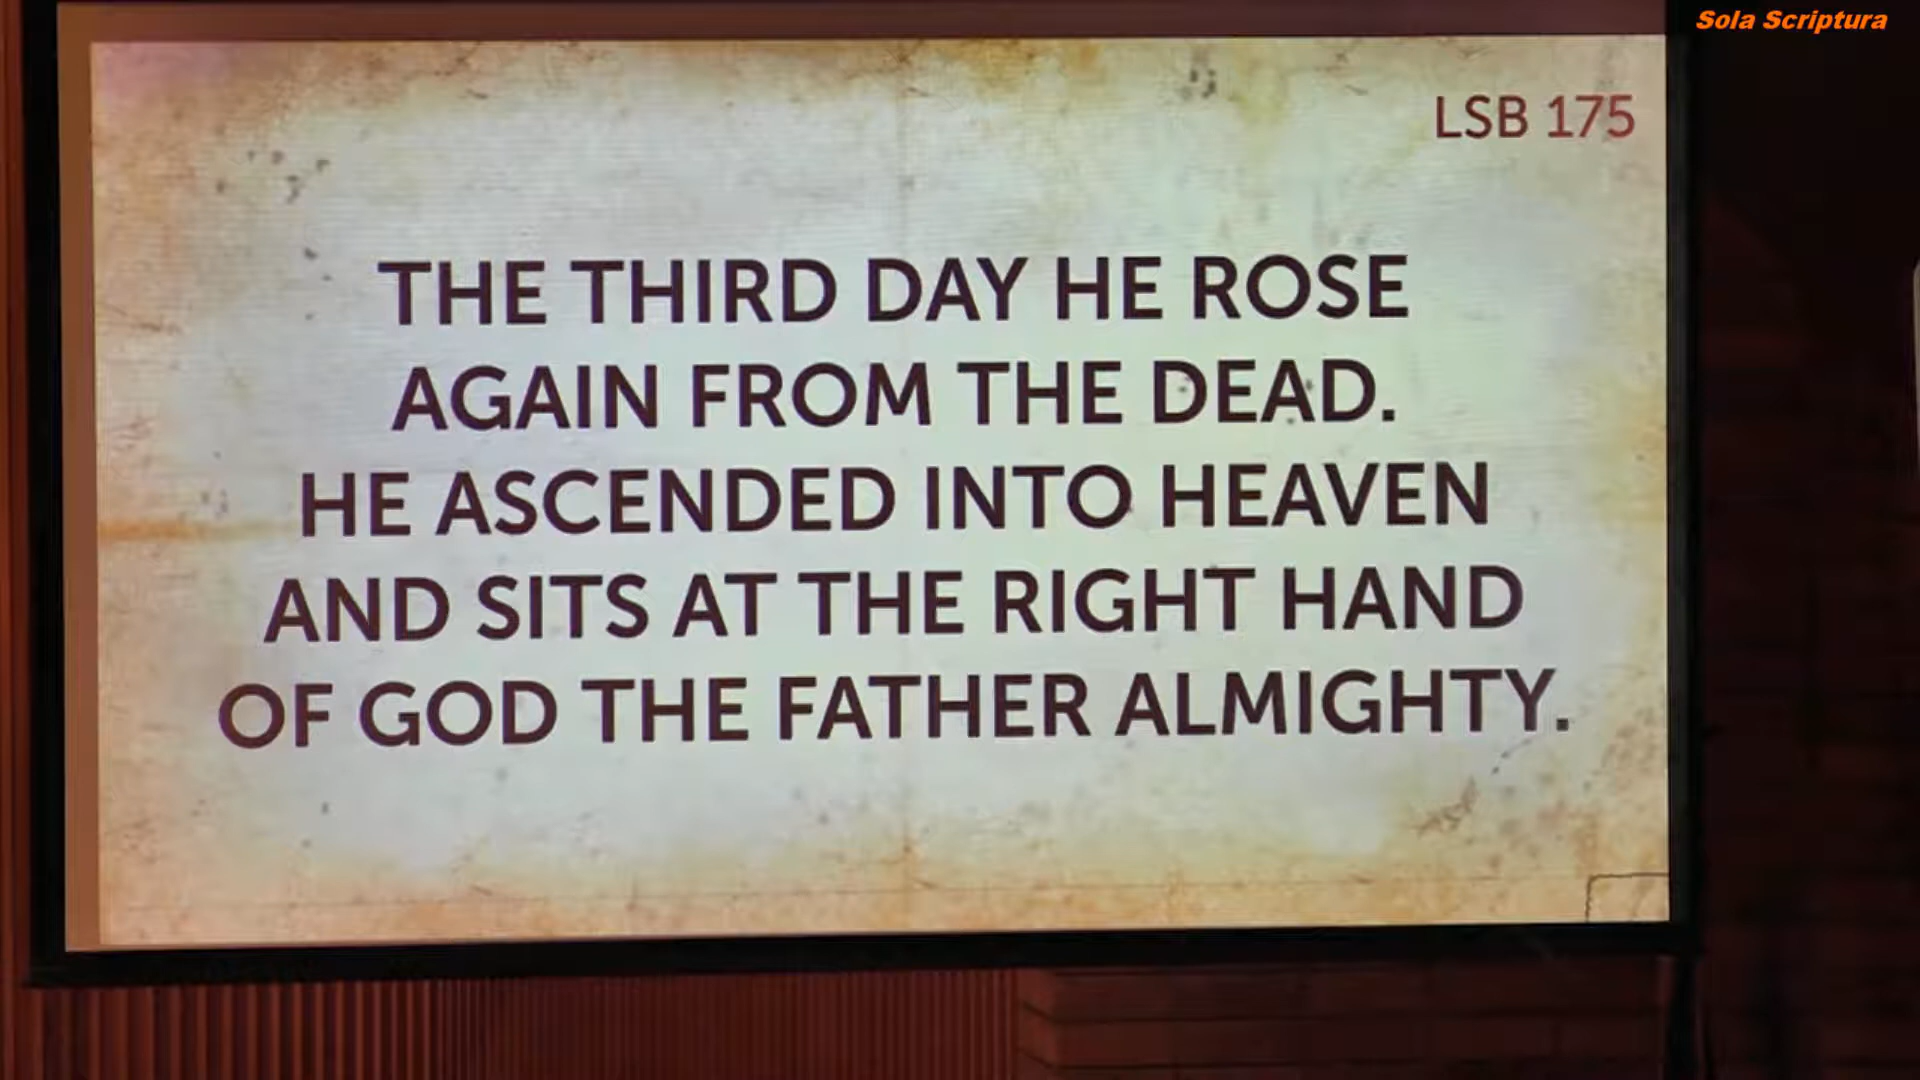 Sola Scriptura
LSB 175
THE THIRD DAY HE ROSE
AGAIN FROM THE DEAD.
HE ASCENDED INTO HEAVEN
AND SITS AT THE RIGHT HAND
OF GOD THE FATHER ALMIGHTY.